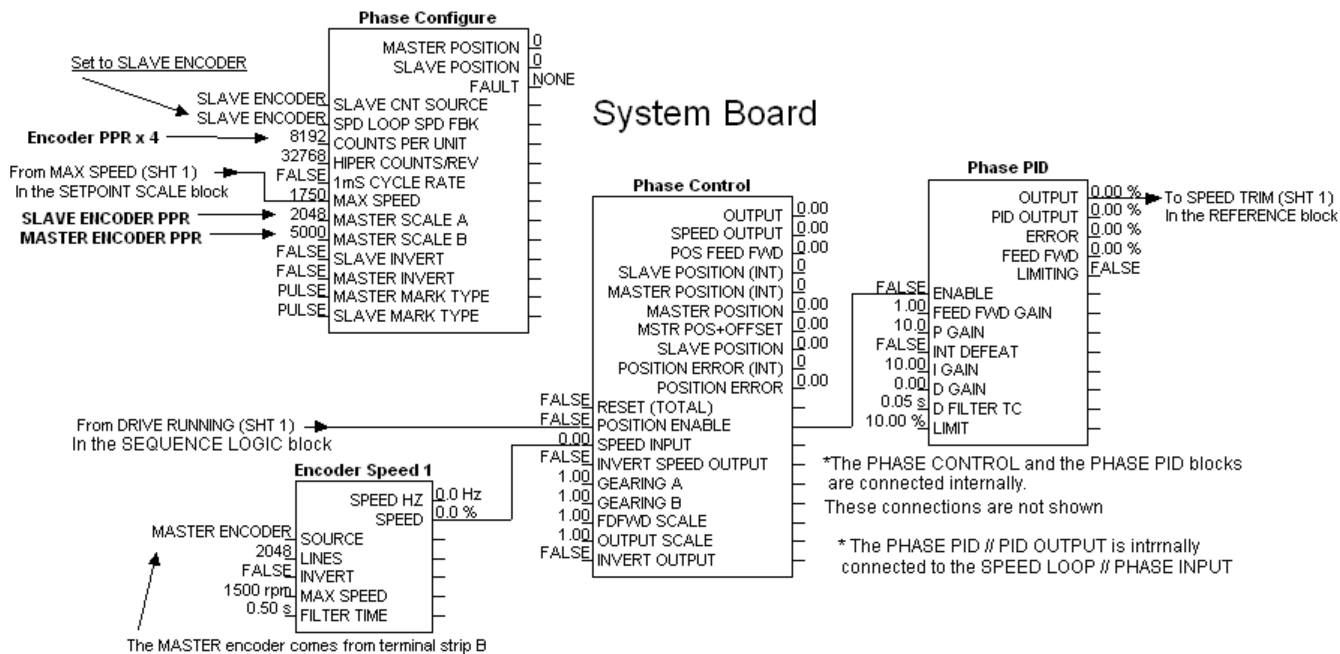 Phase Configure
MASTER POSITION 0
SLAVE POSITION 0
FAULT NONE
Set to SLAVE ENCODER
SLAVE ENCODER SLAVE CNT SOURCE
SLAVE ENCODER SPD LOOP SPD FBK
Encoder PPR x 4 8192 COUNTS PER UNIT
32768 HIPER COUNTS/REV
FALSE 1mS CYCLE RATE
From MAX SPEED (SHT 1)
In the SETPOINT SCALE block
1750 MAX SPEED
SLAVE ENCODER PPR 2048 MASTER SCALE A
MASTER ENCODER PPR 5000 MASTER SCALE B
FALSE SLAVE INVERT
FALSE MASTER INVERT
PULSE MASTER MARK TYPE
PULSE SLAVE MARK TYPE
System Board
Phase Control
OUTPUT 0.00
SPEED OUTPUT 0.00
POS FEED FWD 0.00
SLAVE POSITION (INT) 0
MASTER POSITION (INT) 0
MASTER POSITION 0.00
MSTR POS+OFFSET 0.00
SLAVE POSITION 0.00
POSITION ERROR (INT) 0
POSITION ERROR 0.00
FALSE RESET (TOTAL)
FALSE POSITION ENABLE
0.00 SPEED INPUT
FALSE INVERT SPEED OUTPUT
1.00 GEARING A
1.00 GEARING B
1.00 FDFWD SCALE
1.00 OUTPUT SCALE
FALSE INVERT OUTPUT
From DRIVE RUNNING (SHT 1)
In the SEQUENCE LOGIC block
Encoder Speed 1
SPEED HZ 0.0 Hz
SPEED 0.0 %
MASTER ENCODER SOURCE
2048 LINES
FALSE INVERT
1500 rpm MAX SPEED
0.50 s FILTER TIME
The MASTER encoder comes from terminal strip B
Phase PID
OUTPUT 0.00 %
PID OUTPUT 0.00 %
ERROR 0.00 %
FEED FWD 0.00 %
LIMITING FALSE
To SPEED TRIM (SHT 1)
In the REFERENCE block
FALSE ENABLE
1.00 FEED FWD GAIN
10.0 P GAIN
FALSE INT DEFEAT
10.00 I GAIN
0.00 D GAIN
0.05 s D FILTER TC
10.00 % LIMIT
*The PHASE CONTROL and the PHASE PID blocks
are connected internally.
These connections are not shown
* The PHASE PID // PID OUTPUT is intrrnally
connected to the SPEED LOOP // PHASE INPUT